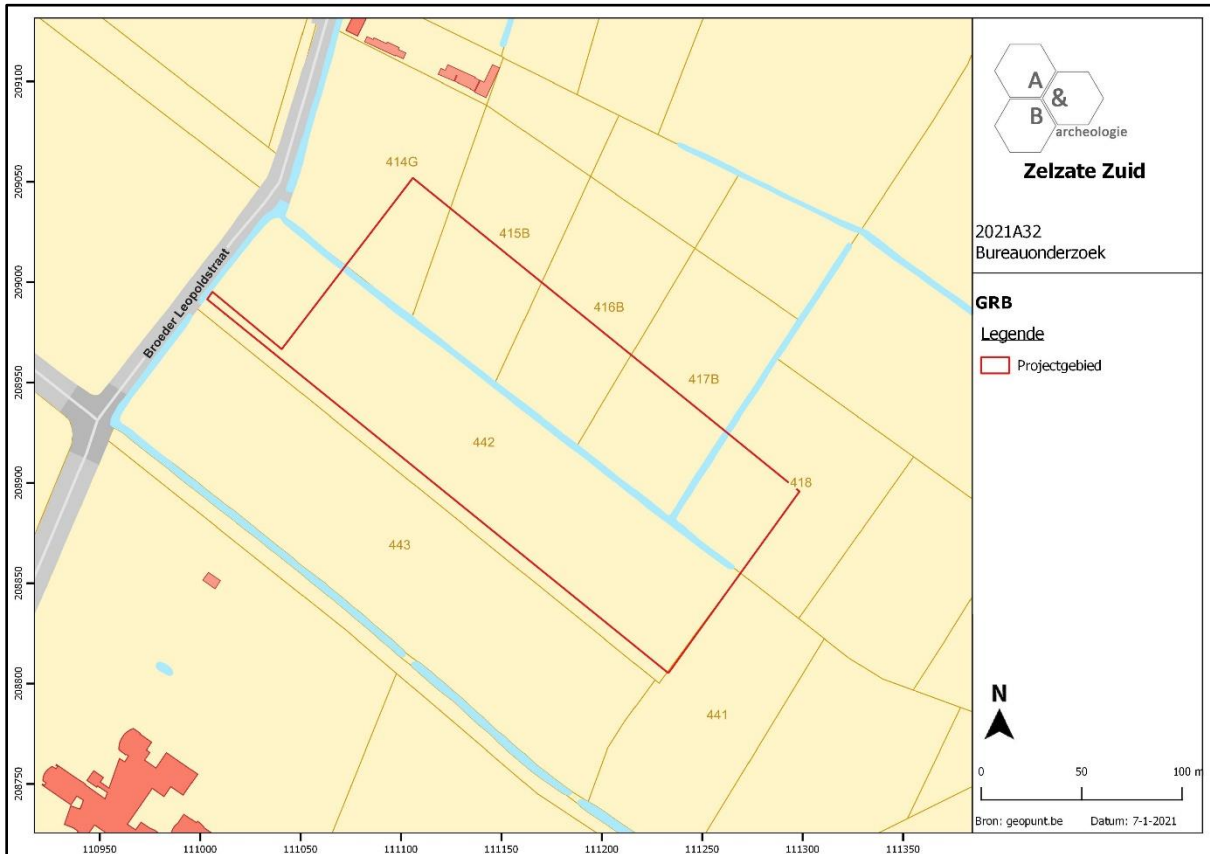 209100
209050
209000
208950
208900
208850
208800
208750
110950
111000
111050
111100
111150
111200
111250
111300
111350
414G
415B
416B
417B
418
442
443
441
Broeder Leopoldstraat
A
&
B
archeologie
Zelzate Zuid
2021A32
Bureauonderzoek
GRB
Legende
Projectgebied
N
0 50 100 m
Bron: geopunt.be Datum: 7-1-2021